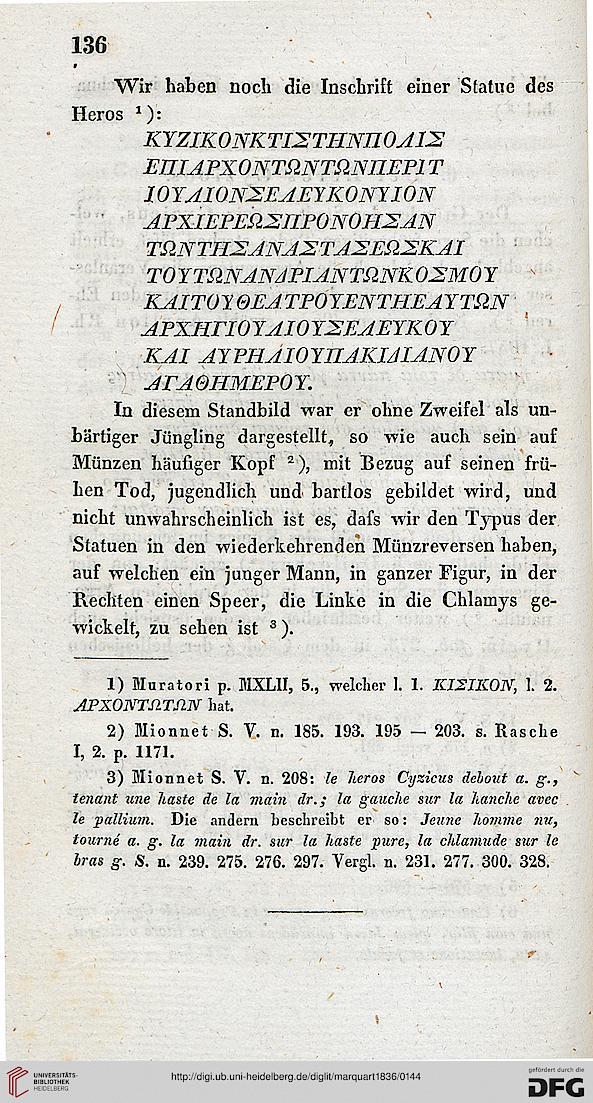 136
Wir haben noch die Inschrift einer Statue des
Heros ¹):
ΚΥΖΙΚΟΝΚΤΙΣΤΗΝΠΟΛΙΣ
ΕΠΙΑΡΧΟΝΤΩΝΤΩΝΠΕΡΙΤ
ΙΟΥΛΙΟΝΣΕΛΕΥΚΟΝΥΙΟΝ
ΑΡΧΙΕΡΕΩΣΠΡΟΝΟΗΣΑΝ
ΤΩΝΤΗΣΑΝΑΣΤΑΣΕΩΣΚΑΙ
ΤΟΥΤΩΝΑΝΔΡΙΑΝΤΩΝΚΟΣΜΟΥ
ΚΑΙΤΟΥΘΕΑΤΡΟΥΕΝΤΗΕΑΥΤΩΝ
ΑΡΧΗΓΙΟΥΛΙΟΥΣΕΛΕΥΚΟΥ
ΚΑΙ ΑΥΡΗΛΙΟΥΠΑΚΙΛΙΑΝΟΥ
ΑΓΑΘΗΜΕΡΟΥ.
In diesem Standbild war er ohne Zweifel als un-
bärtiger Jüngling dargestellt, so wie auch sein auf
Münzen häufiger Kopf ²), mit Bezug auf seinen frü-
hen Tod, jugendlich und bartlos gebildet wird, und
nicht unwahrscheinlich ist es, dafs wir den Typus der
Statuen in den wiederkehrenden Münzreversen haben,
auf welchen ein junger Mann, in ganzer Figur, in der
Rechten einen Speer, die Linke in die Chlamys ge-
wickelt, zu sehen ist ³).
1) Muratori p. MXLII, 5., welcher l. 1. ΚΙΣΙΚΟΝ, l. 2.
ΑΡΧΟΝΤΩΤΩΝ hat.
2) Mionnet S. V. n. 185. 193. 195 — 203. s. Rasche
I, 2. p. 1171.
3) Mionnet S. V. n. 208: le heros Cyzicus debout a. g.,
tenant une haste de la main dr.; la gauche sur la hanche avec
le pallium. Die andern beschreibt er so: Jeune homme nu,
tourné a. g. la main dr. sur la haste pure, la chlamude sur le
bras g. S. n. 239. 275. 276. 297. Vergl. n. 231. 277. 300. 328.
UNIVERSITÄTS-
BIBLIOTHEK
HEIDELBERG
http://digi.ub.uni-heidelberg.de/diglit/marquart1836/0144
gefördert durch die
DFG